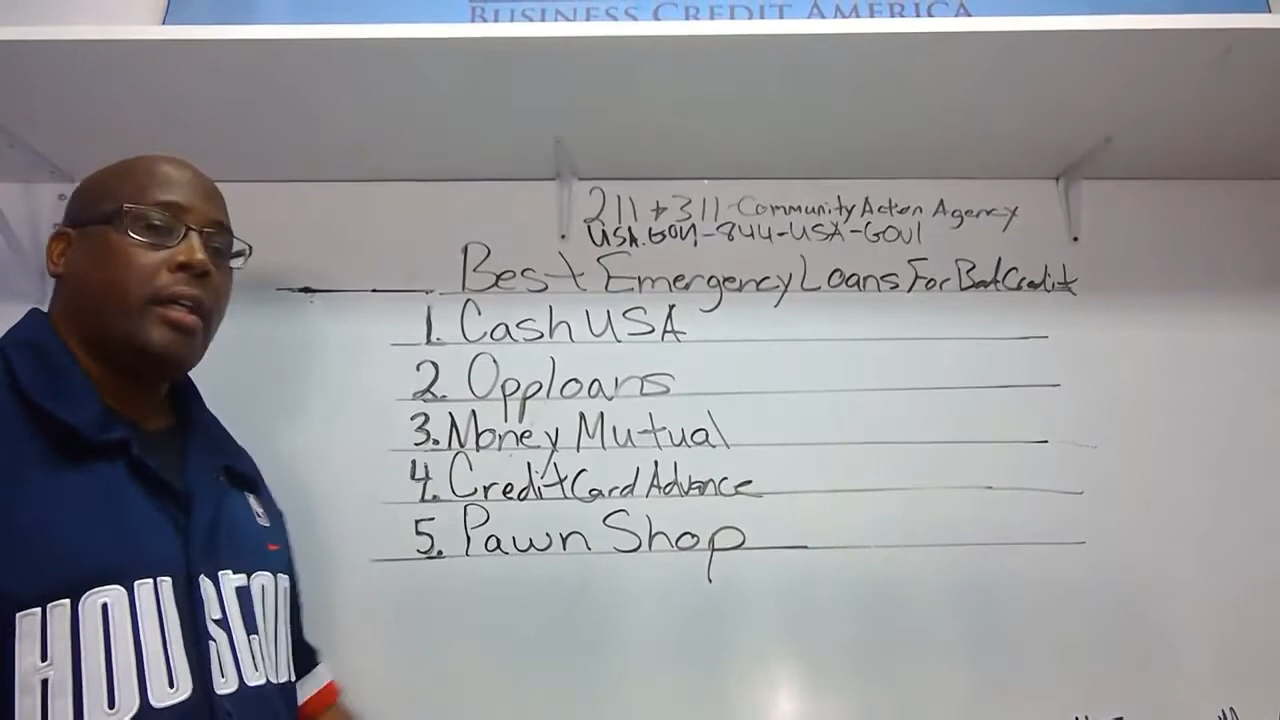 BUSINESS CREDIT AMERICA
211 + 311-Community Action Agency
USA.GOV-844-USA-GOV1
Best Emergency Loans For Bad Credit
1. Cash USA
2. Opploans
3. Money Mutual
4. Credit Card Advance
5. Pawn Shop
HOUSTON